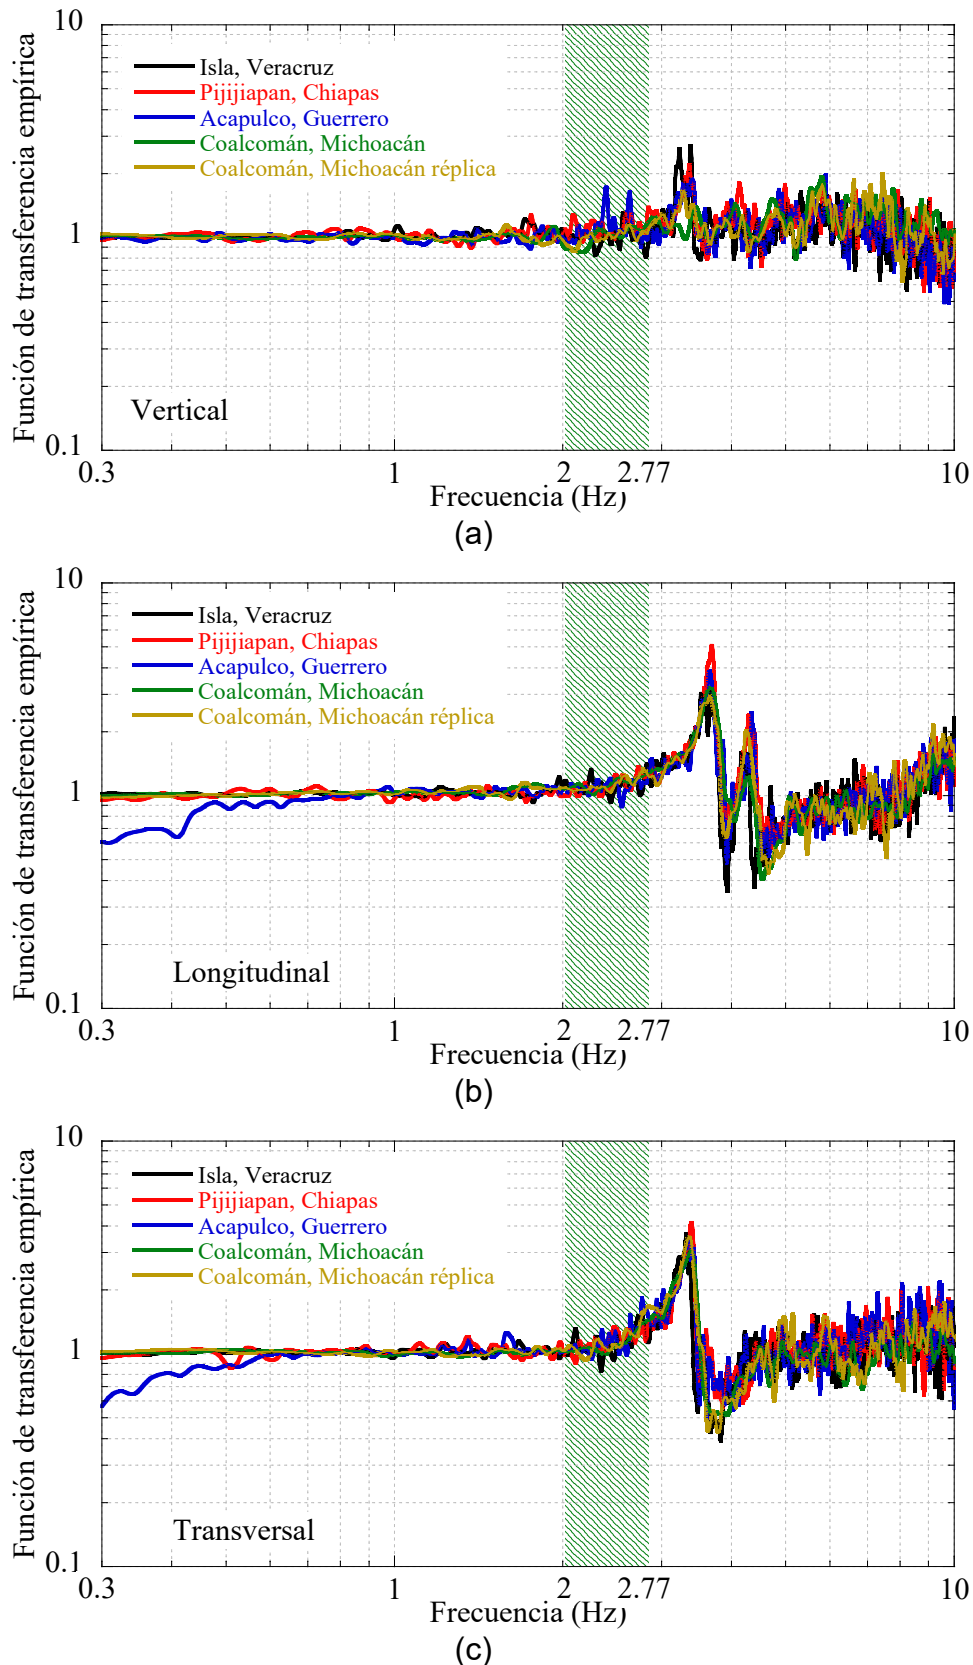 Función de transferencia empírica
10
1
0.1
Isla, Veracruz
Pijijiapan, Chiapas
Acapulco, Guerrero
Coalcomán, Michoacán
Coalcomán, Michoacán réplica
Vertical
0.3 1 2 2.77 10
Frecuencia (Hz)
(a)
Función de transferencia empírica
10
1
0.1
Isla, Veracruz
Pijijiapan, Chiapas
Acapulco, Guerrero
Coalcomán, Michoacán
Coalcomán, Michoacán réplica
Longitudinal
0.3 1 2 2.77 10
Frecuencia (Hz)
(b)
Función de transferencia empírica
10
1
0.1
Isla, Veracruz
Pijijiapan, Chiapas
Acapulco, Guerrero
Coalcomán, Michoacán
Coalcomán, Michoacán réplica
Transversal
0.3 1 2 2.77 10
Frecuencia (Hz)
(c)